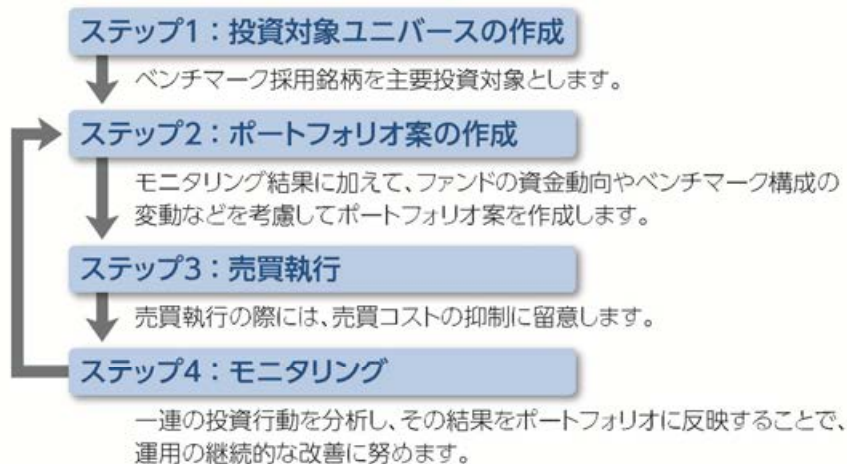 ステップ1：投資対象ユニバースの作成
ベンチマーク採用銘柄を主要投資対象とします。
ステップ2：ポートフォリオ案の作成
モニタリング結果に加えて、ファンドの資金動向やベンチマーク構成の
変動などを考慮してポートフォリオ案を作成します。
ステップ3：売買執行
売買執行の際には、売買コストの抑制に留意します。
ステップ4：モニタリング
一連の投資行動を分析し、その結果をポートフォリオに反映することで、
運用の継続的な改善に努めます。